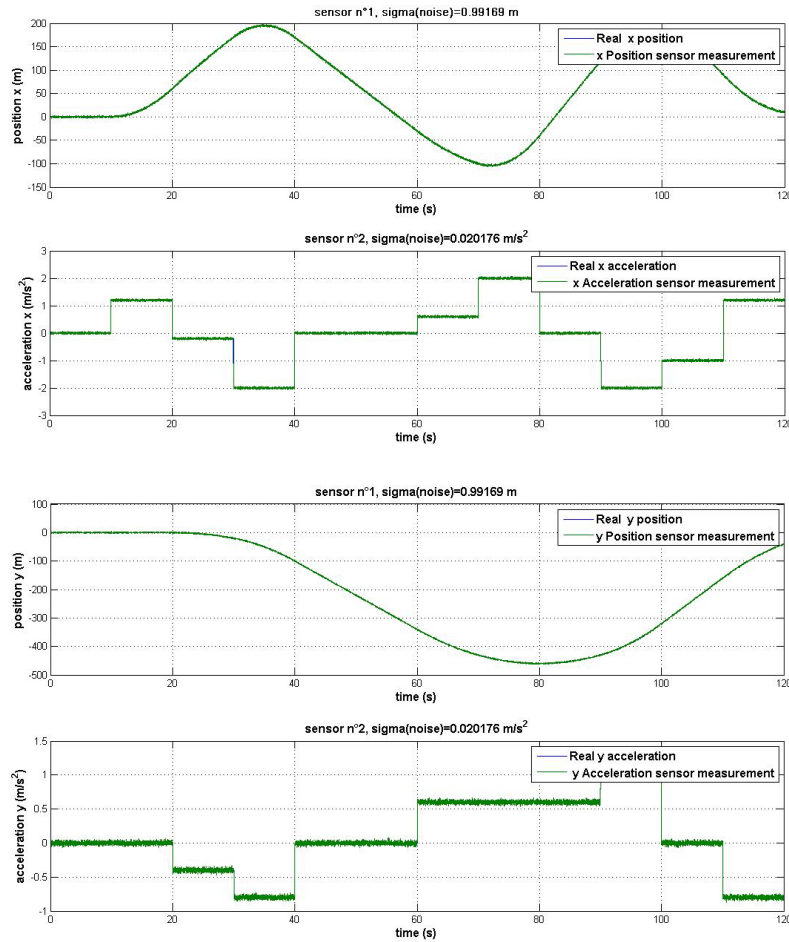 sensor n°1, sigma(noise)=0.99169 m
200
150
100
50
0
-50
-100
-150
position x (m)
Real x position
x Position sensor measurement
0 20 40 60 80 100 120
time (s)
sensor n°2, sigma(noise)=0.020176 m/s²
3
2
1
0
-1
-2
-3
acceleration x (m/s²)
Real x acceleration
x Acceleration sensor measurement
0 20 40 60 80 100 120
time (s)
sensor n°1, sigma(noise)=0.99169 m
100
0
-100
-200
-300
-400
-500
position y (m)
Real y position
y Position sensor measurement
0 20 40 60 80 100 120
time (s)
sensor n°2, sigma(noise)=0.020176 m/s²
1.5
1
0.5
0
-0.5
-1
acceleration y (m/s²)
Real y acceleration
y Acceleration sensor measurement
0 20 40 60 80 100 120
time (s)